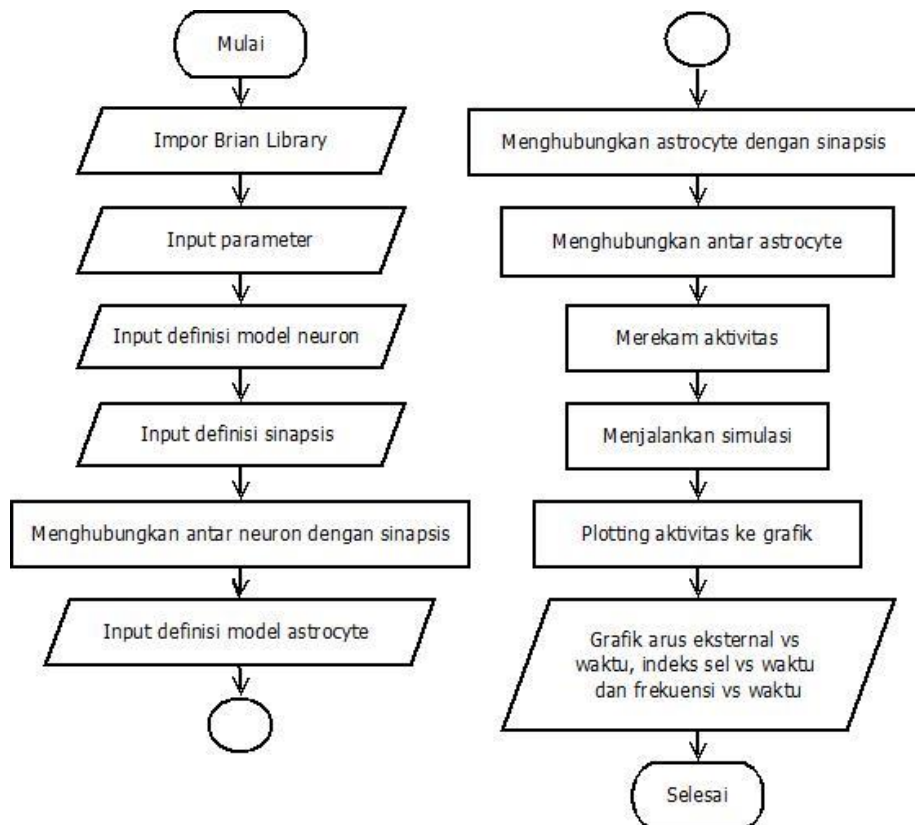 Mulai
Impor Brian Library
Input parameter
Input definisi model neuron
Input definisi sinapsis
Menghubungkan antar neuron dengan sinapsis
Input definisi model astrocyte
Menghubungkan astrocyte dengan sinapsis
Menghubungkan antar astrocyte
Merekam aktivitas
Menjalankan simulasi
Plotting aktivitas ke grafik
Grafik arus eksternal vs
waktu, indeks sel vs waktu
dan frekuensi vs waktu
Selesai